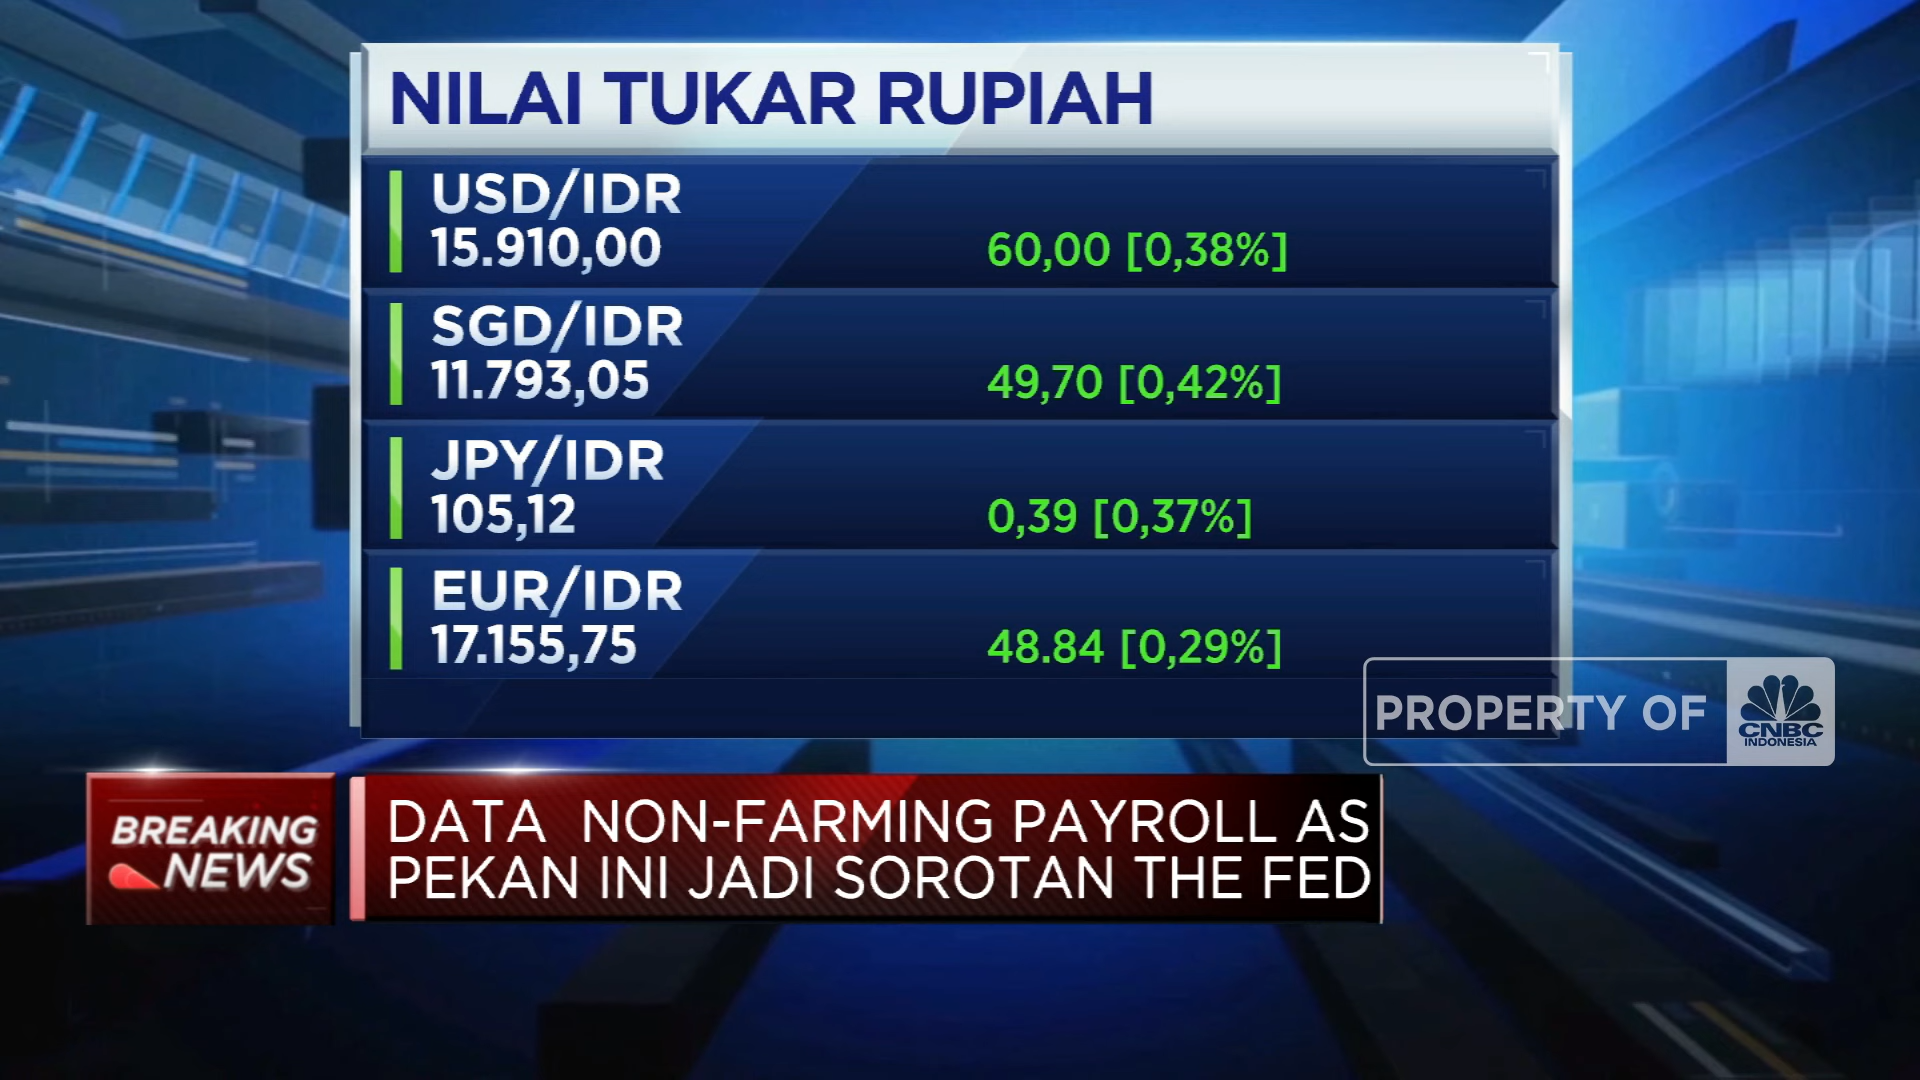 NILAI TUKAR RUPIAH
USD/IDR
15.910,00 60,00 [0,38%]
SGD/IDR
11.793,05 49,70 [0,42%]
JPY/IDR
105,12 0,39 [0,37%]
EUR/IDR
17.155,75 48.84 [0,29%]
PROPERTY OF
CNBC
INDONESIA
BREAKING
NEWS
DATA NON-FARMING PAYROLL AS
PEKAN INI JADI SOROTAN THE FED